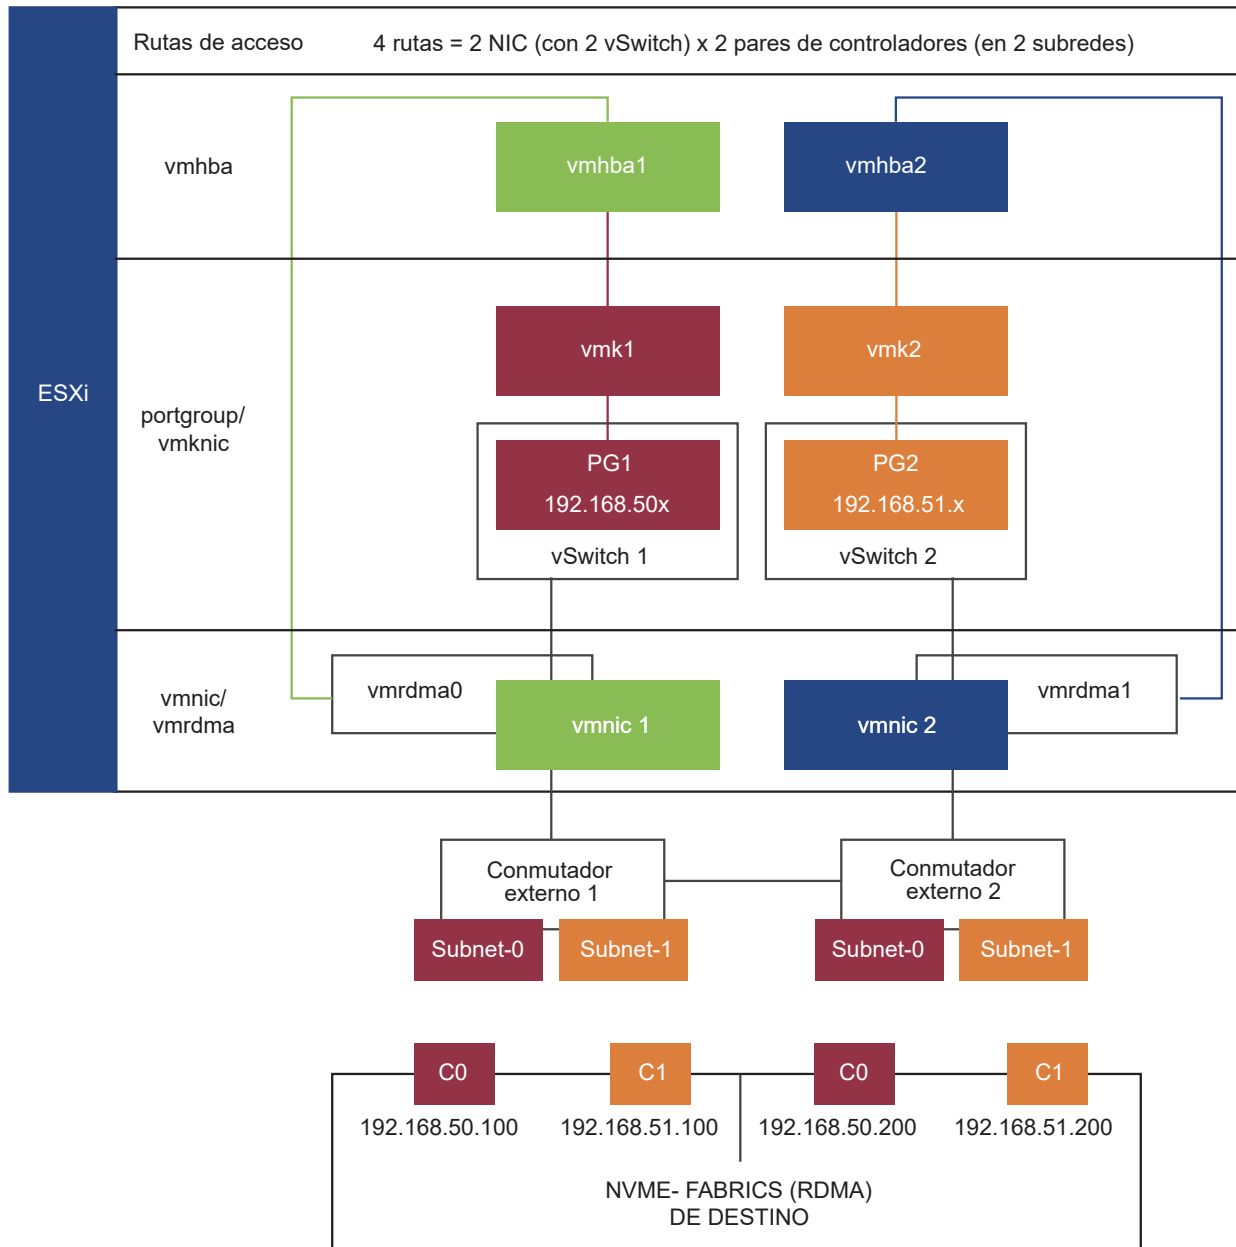 Rutas de acceso
4 rutas = 2 NIC (con 2 vSwitch) x 2 pares de controladores (en 2 subredes)
vmhba
vmhba1
vmhba2
ESXi
portgroup/
vmknic
vmk1
vmk2
PG1
192.168.50x
vSwitch 1
PG2
192.168.51.x
vSwitch 2
vmnic/
vmrdma
vmrdma0
vmnic 1
vmnic 2
vmrdma1
Conmutador
externo 1
Conmutador
externo 2
Subnet-0
Subnet-1
Subnet-0
Subnet-1
C0
C1
C0
C1
192.168.50.100
192.168.51.100
192.168.50.200
192.168.51.200
NVME- FABRICS (RDMA)
DE DESTINO